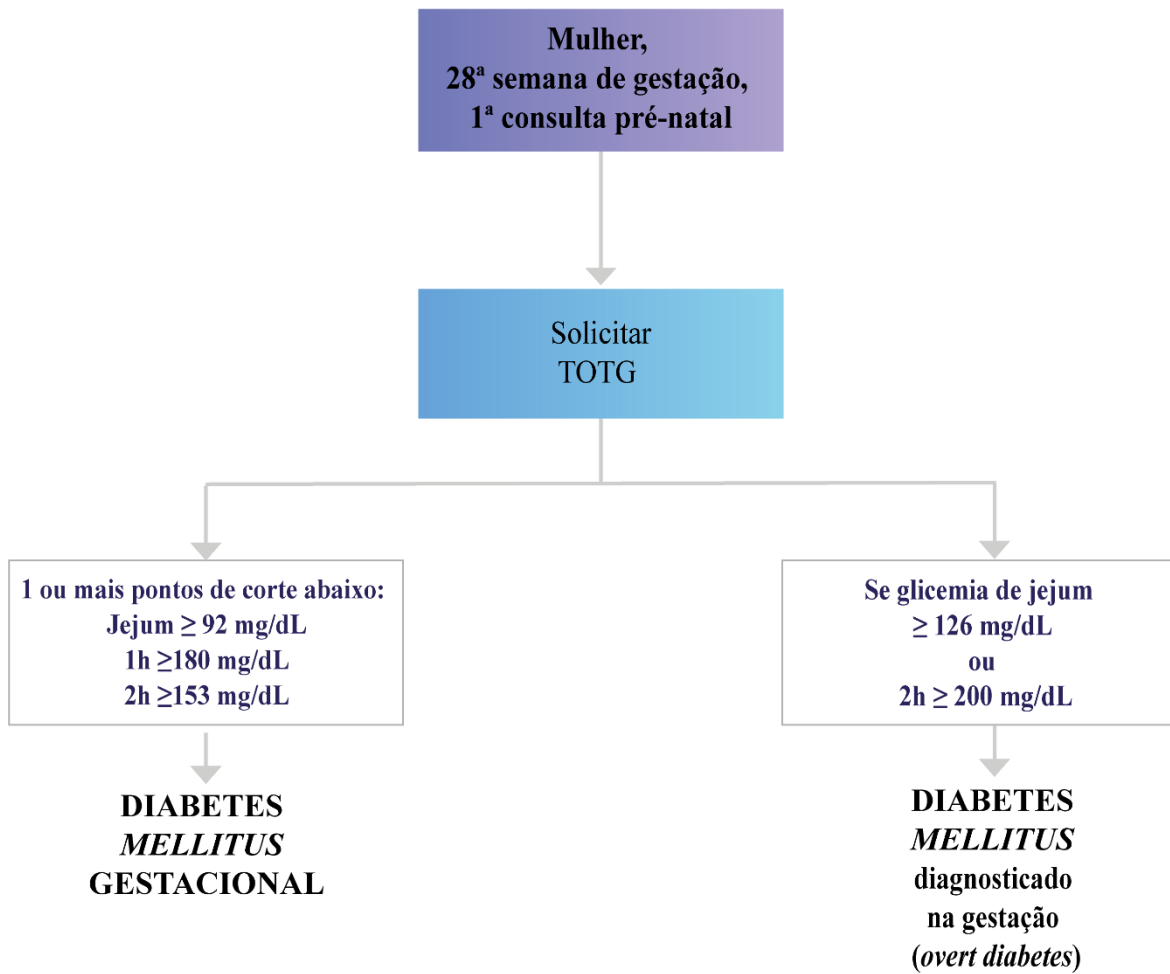 Mulher,
28ª semana de gestação,
1ª consulta pré-natal
Solicitar
TOTG
1 ou mais pontos de corte abaixo:
Jejum ≥ 92 mg/dL
1h ≥180 mg/dL
2h ≥153 mg/dL
DIABETES
MELLITUS
GESTACIONAL
Se glicemia de jejum
≥ 126 mg/dL
ou
2h ≥ 200 mg/dL
DIABETES
MELLITUS
diagnosticado
na gestação
(overt diabetes)